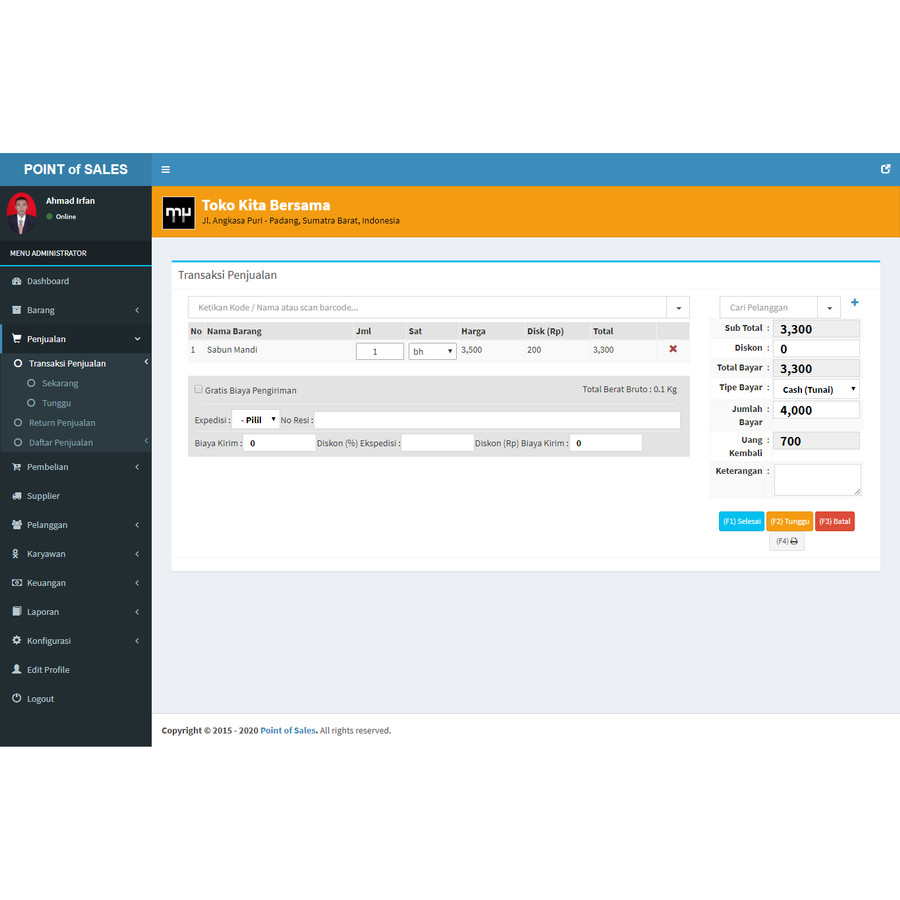 POINT of SALES
Ahmad Irfan
Online
MENU ADMINISTRATOR
Dashboard
Barang
Penjualan
Transaksi Penjualan
Sekarang
Tunggu
Return Penjualan
Daftar Penjualan
Pembelian
Supplier
Pelanggan
Karyawan
Keuangan
Laporan
Konfigurasi
Edit Profile
Logout
Toko Kita Bersama
Jl. Angkasa Puri - Padang, Sumatra Barat, Indonesia
Transaksi Penjualan
Ketikan Kode / Nama atau scan barcode...
No Nama Barang Jml Sat Harga Disk (Rp) Total
1 Sabun Mandi 1 bh 3,500 200 3,300
Gratis Biaya Pengiriman Total Berat Bruto : 0.1 Kg
Expedisi : - Pilil No Resi :
Biaya Kirim : 0 Diskon (%) Ekspedisi : Diskon (Rp) Biaya Kirim : 0
Cari Pelanggan +
Sub Total : 3,300
Diskon : 0
Total Bayar : 3,300
Tipe Bayar : Cash (Tunai)
Jumlah : 4,000
Bayar
Uang : 700
Kembali
Keterangan :
(F1) Selesai (F2) Tunggu (F3) Batal
(F4)
Copyright © 2015 - 2020 Point of Sales. All rights reserved.